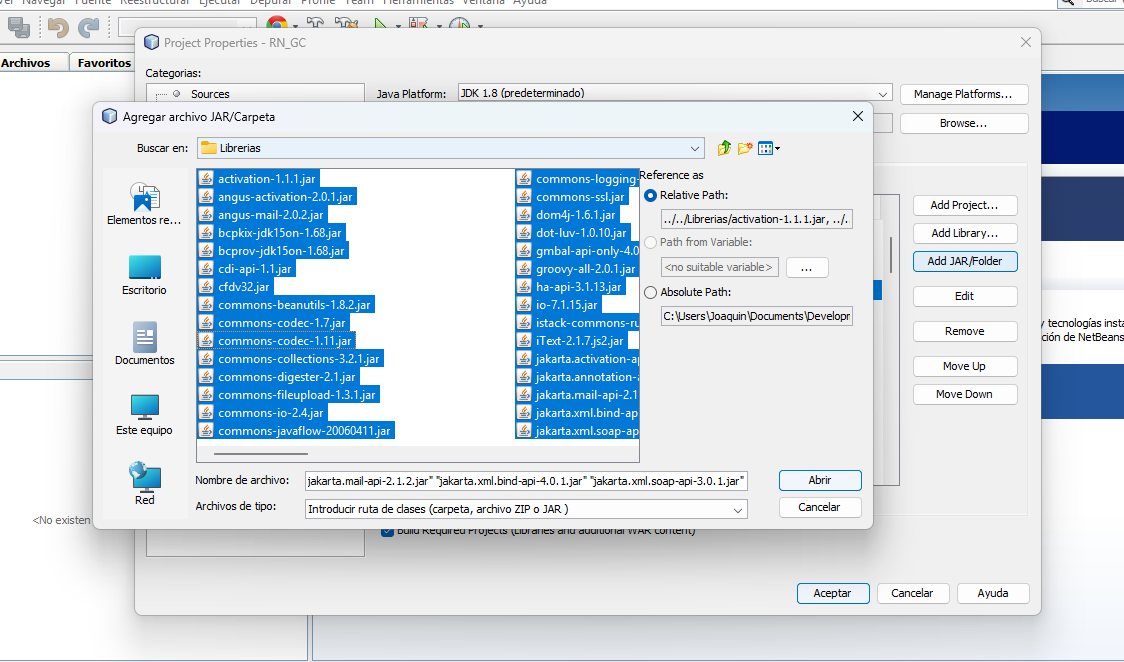 Navegar Fuente Reestructurar Ejecutar Depurar Profile Team Herramientas Ventana Ayuda
Archivos
Favoritos
Project Properties - RN_GC
Categorías:
Sources
Java Platform:
JDK 1.8 (predeterminado)
Manage Platforms...
Browse...
Agregar archivo JAR/Carpeta
Buscar en:
Librerias
Elementos re...
Escritorio
Documentos
Este equipo
Red
activation-1.1.1.jar
angus-activation-2.0.1.jar
angus-mail-2.0.2.jar
bcpkix-jdk15on-1.68.jar
bcprov-jdk15on-1.68.jar
cdi-api-1.1.jar
cfdv32.jar
commons-beanutils-1.8.2.jar
commons-codec-1.7.jar
commons-codec-1.11.jar
commons-collections-3.2.1.jar
commons-digester-2.1.jar
commons-fileupload-1.3.1.jar
commons-io-2.4.jar
commons-javaflow-20060411.jar
commons-logging-
commons-ssl.jar
dom4j-1.6.1.jar
dot-luv-1.0.10.jar
gmbal-api-only-4.0
groovy-all-2.0.1.jar
ha-api-3.1.13.jar
io-7.1.15.jar
istack-commons-ru
iText-2.1.7.js2.jar
jakarta.activation-ap
jakarta.annotation-a
jakarta.mail-api-2.1
jakarta.xml.bind-ap
jakarta.xml.soap-ap
Reference as
Relative Path:
../../Librerias/activation-1.1.1.jar, ../.
Path from Variable:
<no suitable variable>
...
Absolute Path:
C:\Users\Joaquin\Documents\Developr
Nombre de archivo:
jakarta.mail-api-2.1.2.jar" "jakarta.xml.bind-api-4.0.1.jar" "jakarta.xml.soap-api-3.0.1.jar"
Archivos de tipo:
Introducir ruta de clases (carpeta, archivo ZIP o JAR )
Abrir
Cancelar
Add Project...
Add Library...
Add JAR/Folder
Edit
Remove
Move Up
Move Down
y tecnologías insta
ción de NetBeans
<No existen
Build Required Projects (libraries and additional WAR content)
Aceptar
Cancelar
Ayuda